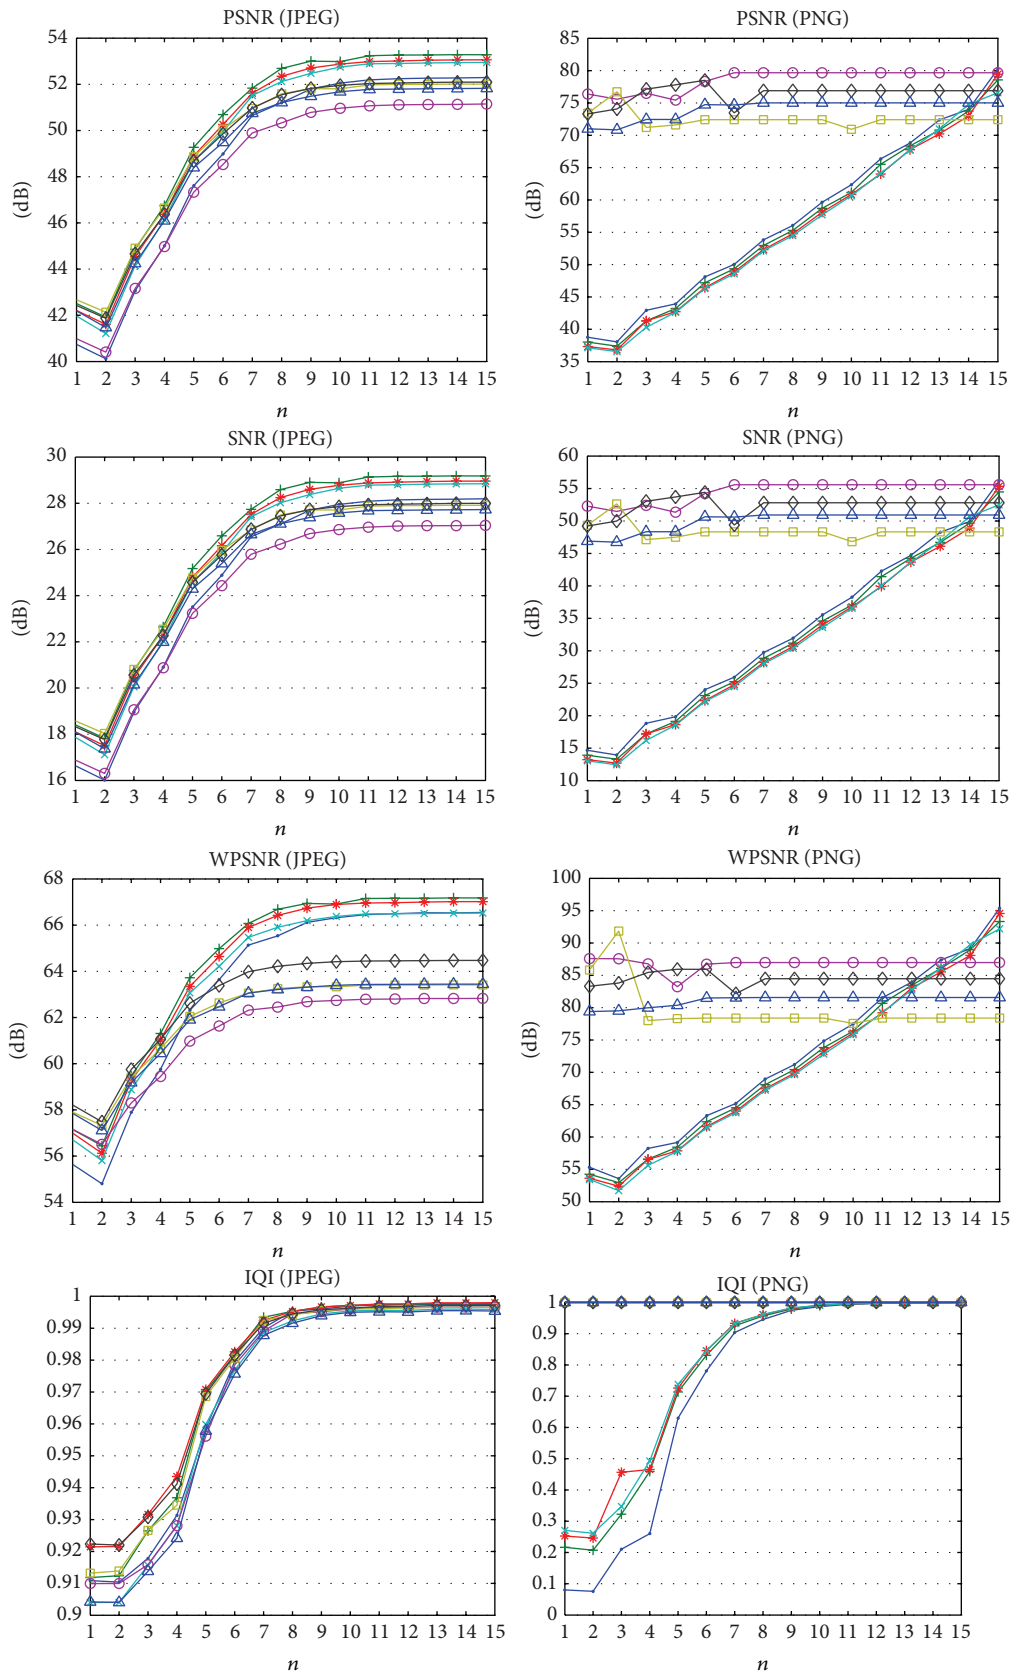 PSNR (JPEG)
54
52
50
48
46
44
42
40
(dB)
1 2 3 4 5 6 7 8 9 10 11 12 13 14 15
n
PSNR (PNG)
85
80
75
70
65
60
55
50
45
40
35
(dB)
1 2 3 4 5 6 7 8 9 10 11 12 13 14 15
n
SNR (JPEG)
30
28
26
24
22
20
18
16
(dB)
1 2 3 4 5 6 7 8 9 10 11 12 13 14 15
n
SNR (PNG)
60
55
50
45
40
35
30
25
20
15
10
(dB)
1 2 3 4 5 6 7 8 9 10 11 12 13 14 15
n
WPSNR (JPEG)
68
66
64
62
60
58
56
54
(dB)
1 2 3 4 5 6 7 8 9 10 11 12 13 14 15
n
WPSNR (PNG)
100
95
90
85
80
75
70
65
60
55
50
(dB)
1 2 3 4 5 6 7 8 9 10 11 12 13 14 15
n
IQI (JPEG)
1
0.99
0.98
0.97
0.96
0.95
0.94
0.93
0.92
0.91
0.9
1 2 3 4 5 6 7 8 9 10 11 12 13 14 15
n
IQI (PNG)
1
0.9
0.8
0.7
0.6
0.5
0.4
0.3
0.2
0.1
0
1 2 3 4 5 6 7 8 9 10 11 12 13 14 15
n